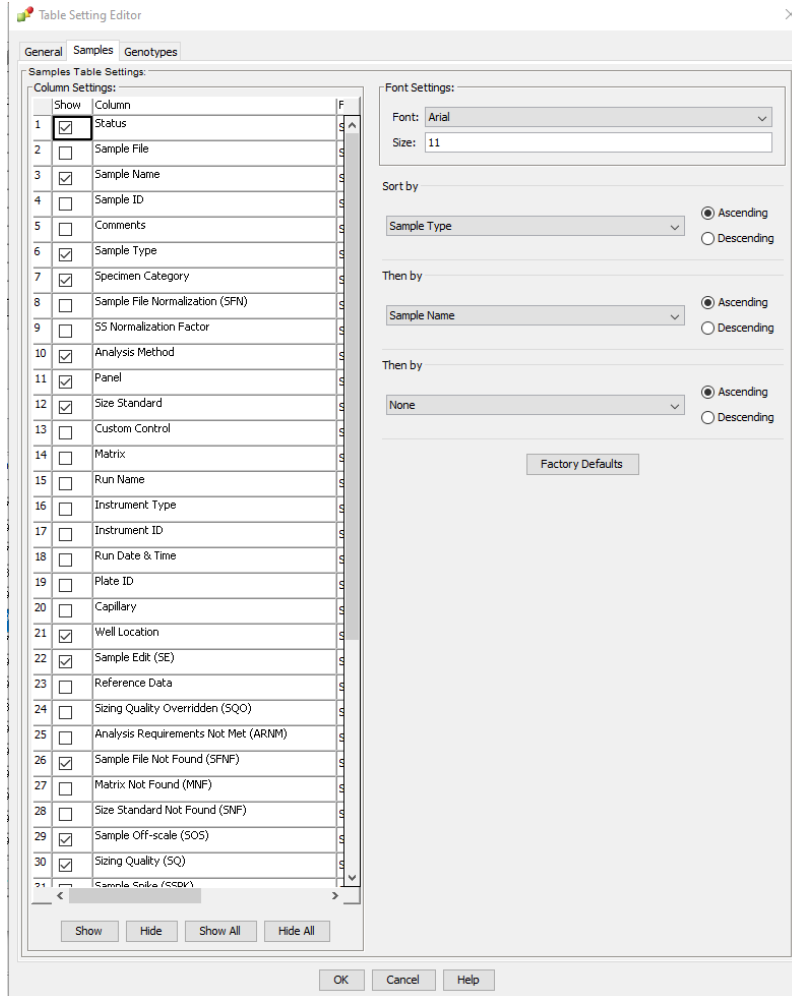 Table Setting Editor
General Samples Genotypes
Samples Table Settings:
Column Settings:
Show Column F
1 Status S
2 Sample File S
3 Sample Name S
4 Sample ID S
5 Comments S
6 Sample Type S
7 Specimen Category S
8 Sample File Normalization (SFN) S
9 SS Normalization Factor S
10 Analysis Method S
11 Panel S
12 Size Standard S
13 Custom Control S
14 Matrix S
15 Run Name S
16 Instrument Type S
17 Instrument ID S
18 Run Date & Time S
19 Plate ID S
20 Capillary S
21 Well Location S
22 Sample Edit (SE) S
23 Reference Data S
24 Sizing Quality Overridden (SQO) S
25 Analysis Requirements Not Met (ARNM) S
26 Sample File Not Found (SFNF) S
27 Matrix Not Found (MNF) S
28 Size Standard Not Found (SNF) S
29 Sample Off-scale (SOS) S
30 Sizing Quality (SQ) S
31 Sample Spike (SSPK)
Show Hide Show All Hide All
Font Settings:
Font: Arial
Size: 11
Sort by
Sample Type
Ascending
Descending
Then by
Sample Name
Ascending
Descending
Then by
None
Ascending
Descending
Factory Defaults
OK Cancel Help